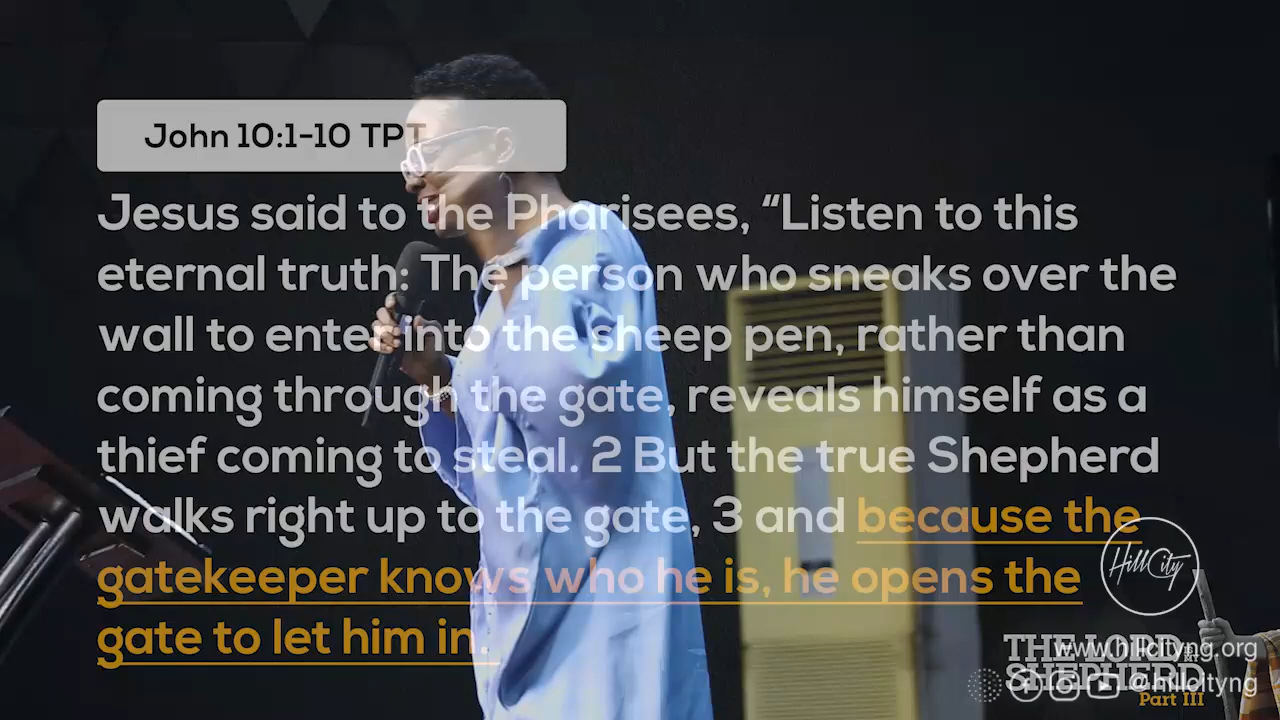 John 10:1-10 TPT
Jesus said to the Pharisees, “Listen to this
eternal truth: The person who sneaks over the
wall to enter into the sheep pen, rather than
coming through the gate, reveals himself as a
thief coming to steal. 2 But the true Shepherd
walks right up to the gate, 3 and because the
gatekeeper knows who he is, he opens the
gate to let him in.
HillCity
THE LORD
SHEPHERD
Part III
www.hillcityng.org
@hillcityng